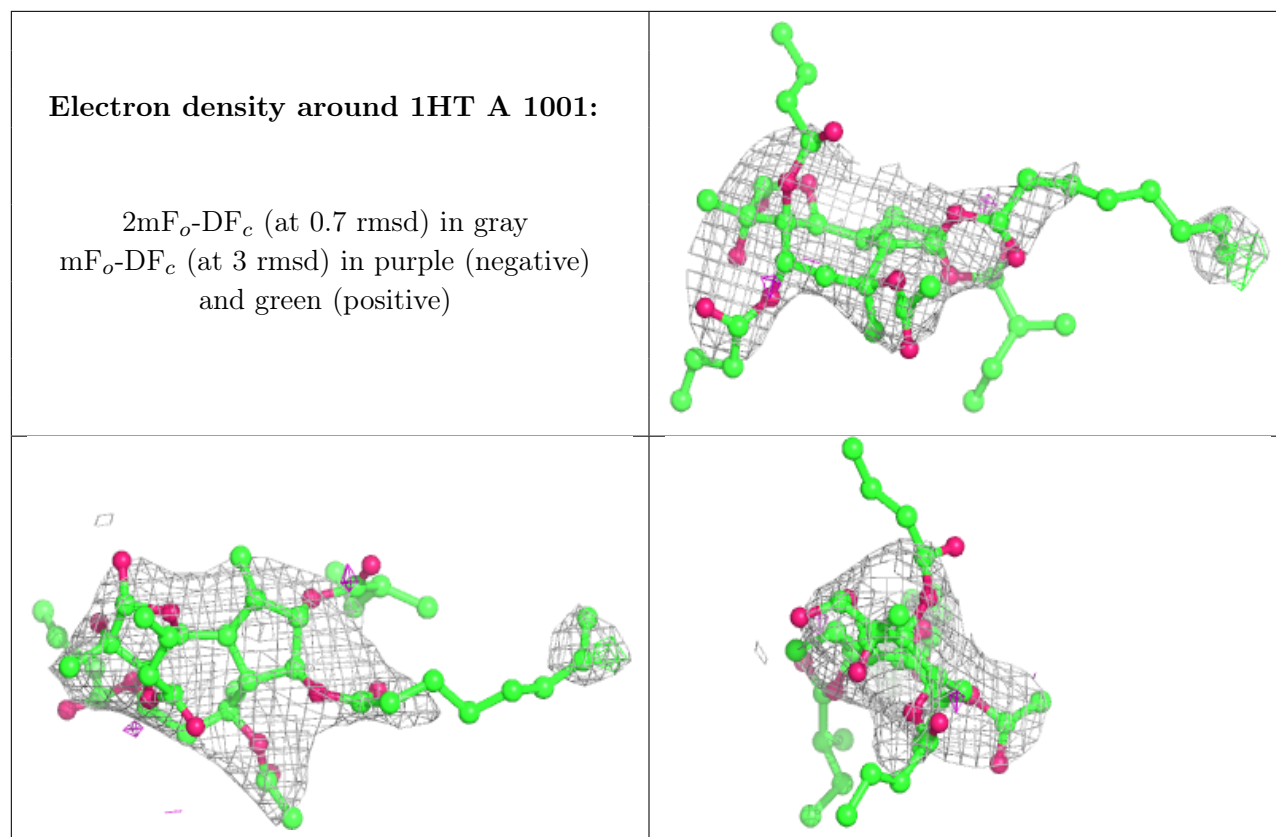 Electron density around 1HT A 1001:
2mFo-DFc (at 0.7 rmsd) in gray
mFo-DFc (at 3 rmsd) in purple (negative)
and green (positive)